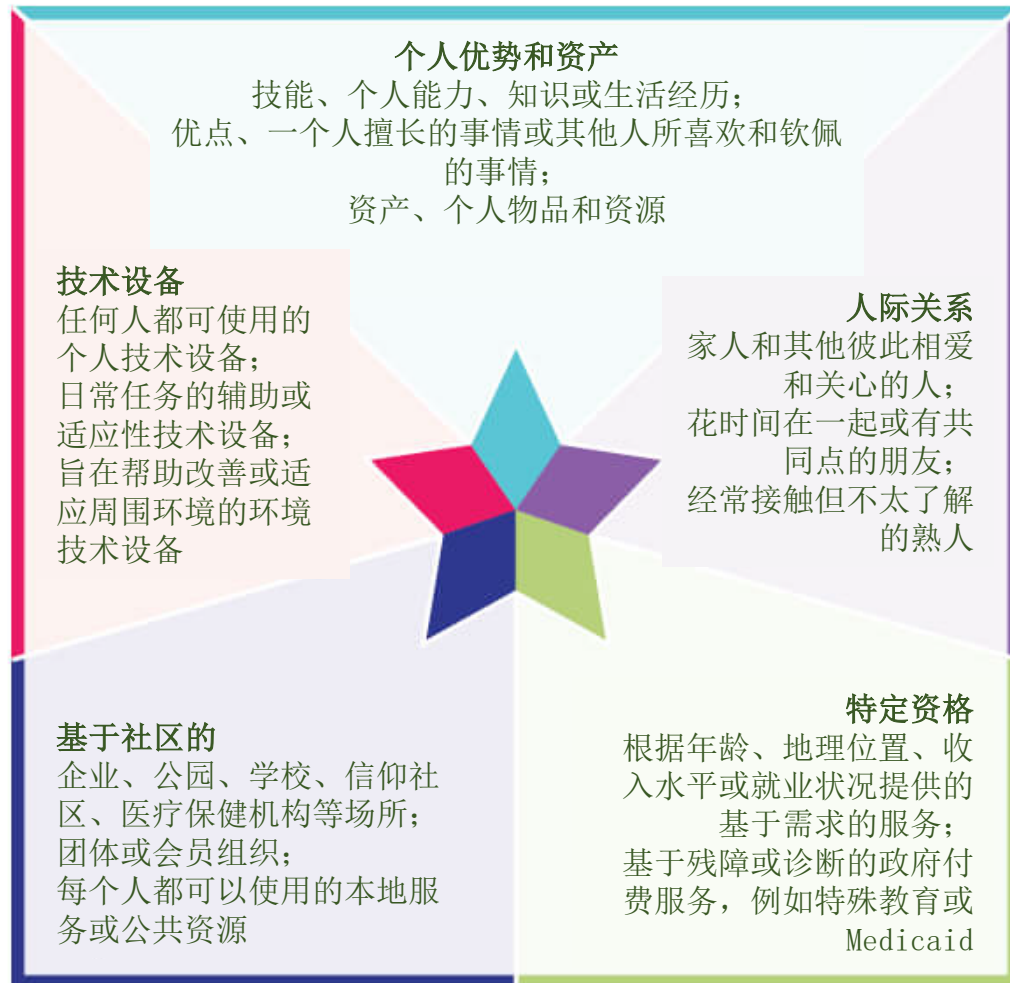 个人优势和资产
技能、个人能力、知识或生活经历；
优点、一个人擅长的事情或其他人所喜欢和钦佩
的事情；
资产、个人物品和资源
技术设备
任何人都可使用的
个人技术设备；
日常任务的辅助或
适应性技术设备；
旨在帮助改善或适
应周围环境的环境
技术设备
人际关系
家人和其他彼此相爱
和关心的人；
花时间在一起或有共
同点的朋友；
经常接触但不太了解
的熟人
基于社区的
企业、公园、学校、信仰社
区、医疗保健机构等场所；
团体或会员组织；
每个人都可以使用的本地服
务或公共资源
特定资格
根据年龄、地理位置、收
入水平或就业状况提供的
基于需求的服务；
基于残障或诊断的政府付
费服务，例如特殊教育或
Medicaid